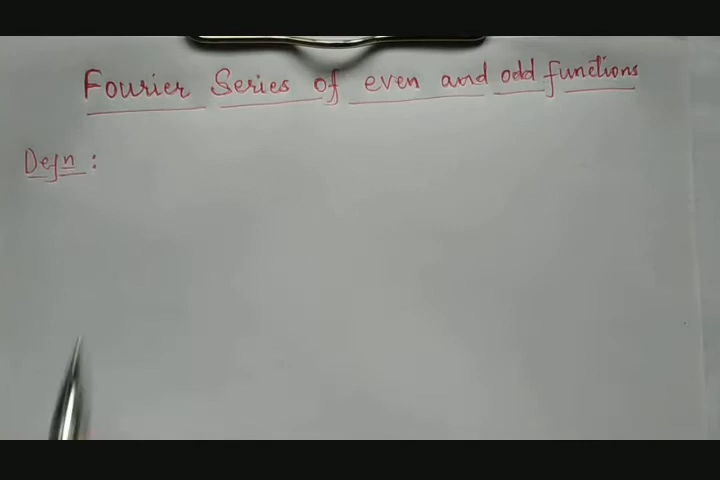 Fourier Series of even and odd functions
Defn :